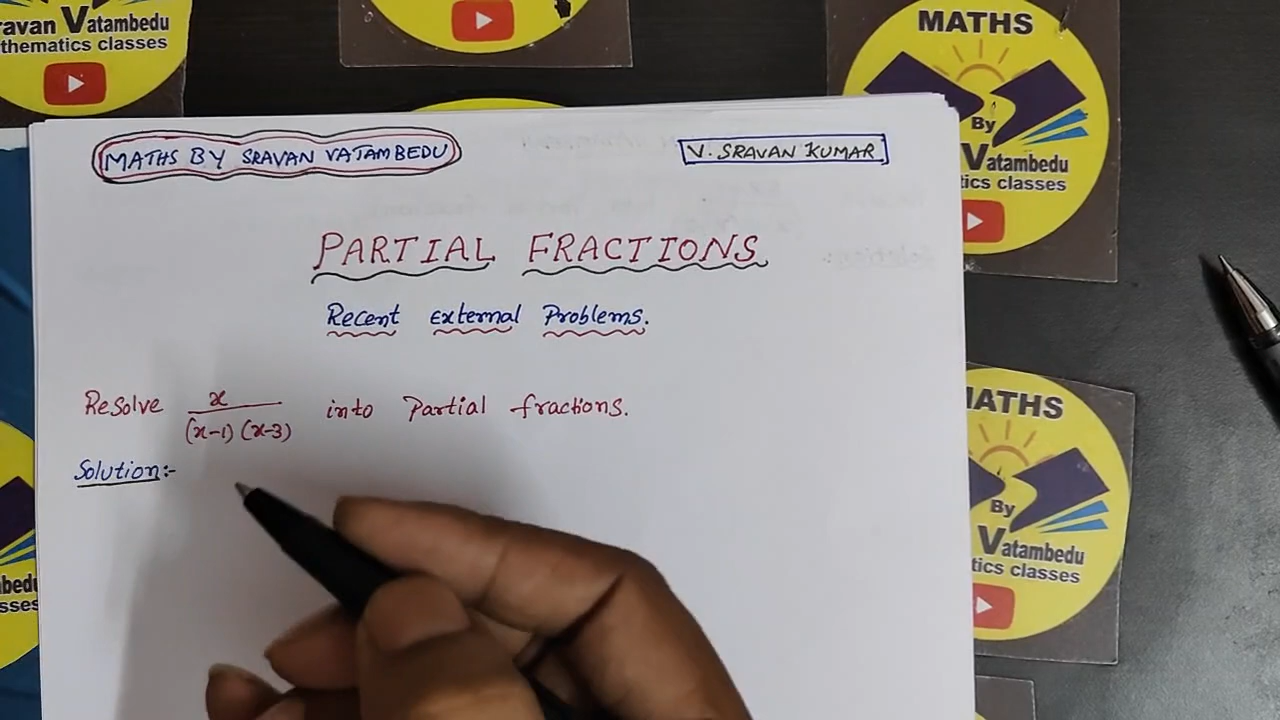 ravan Vatambedu
thematics classes
MATHS
By
Vatambedu
tics classes
MATHS BY SRAVAN VATAMBEDU
V. SRAVAN KUMAR
PARTIAL FRACTIONS
Recent external Problems.
Resolve x/(x-1)(x-3) into Partial fractions.
Solution:-
MATHS
By
Vatambedu
tics classes
bedu
sses